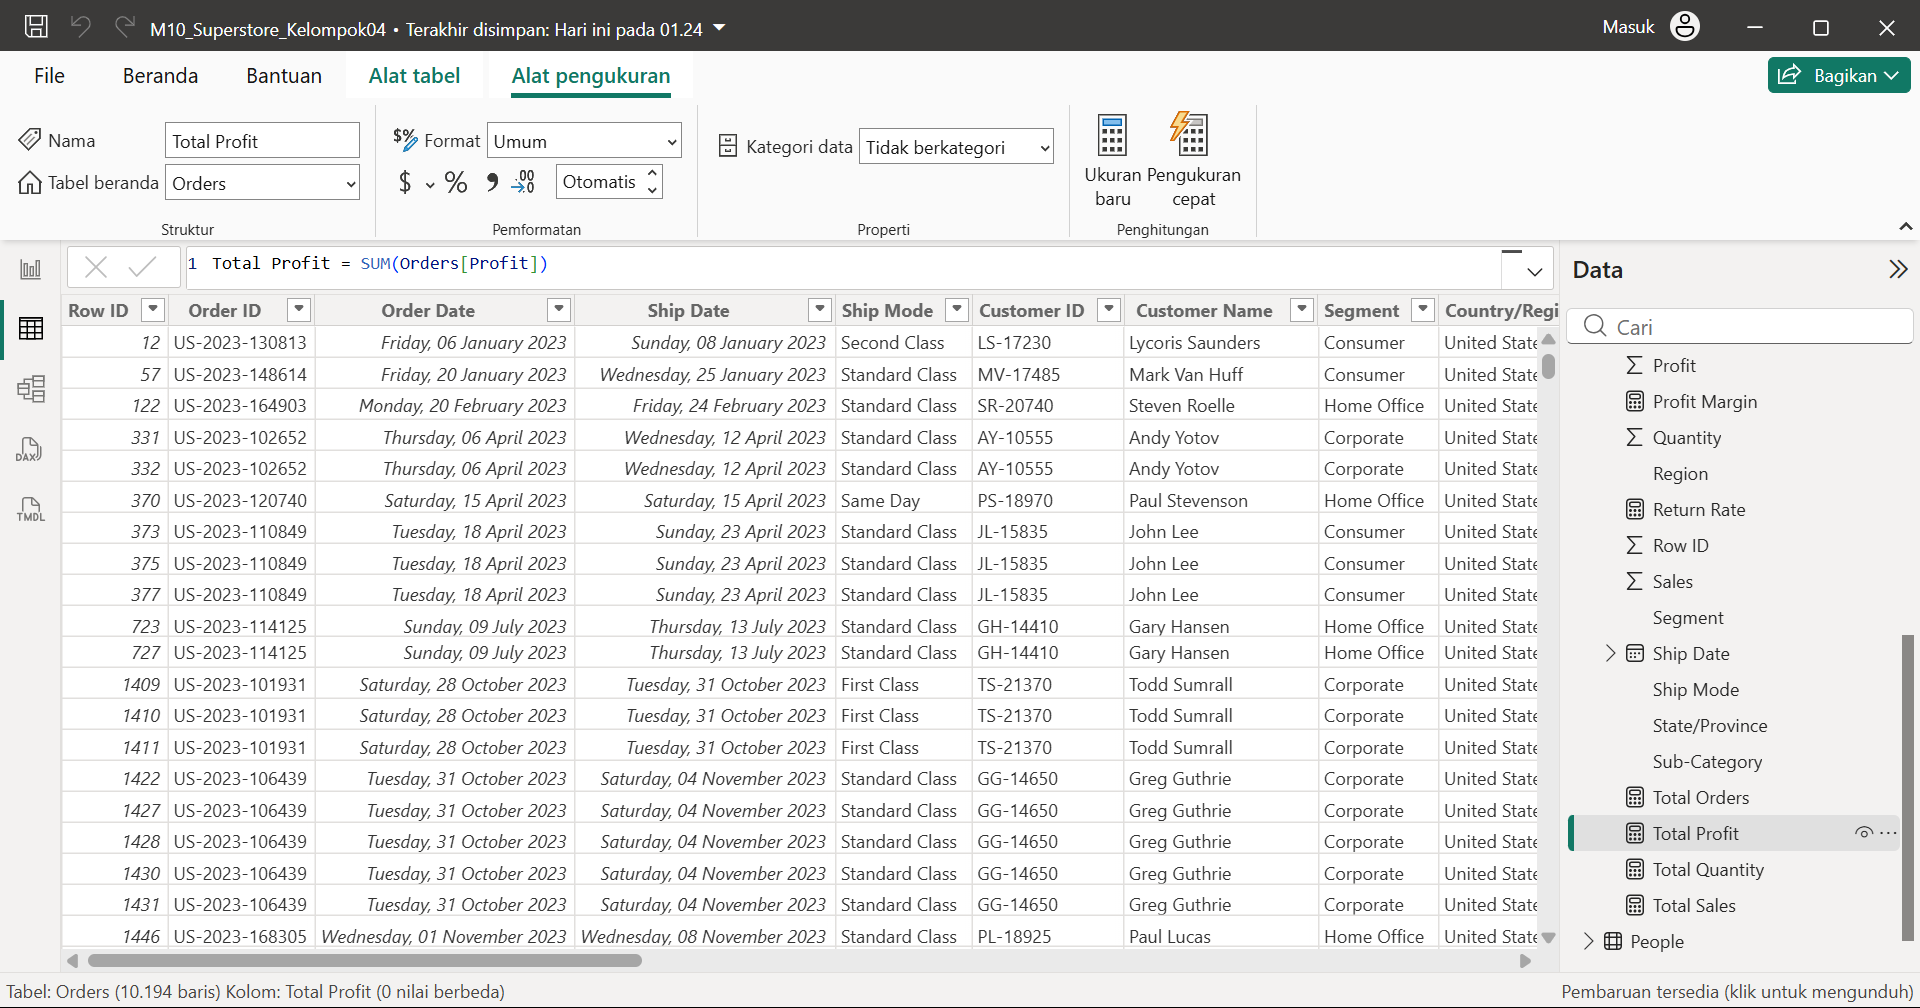 M10_Superstore_Kelompok04 • Terakhir disimpan: Hari ini pada 01.24
Masuk
File Beranda Bantuan Alat tabel Alat pengukuran
Bagikan
Nama Total Profit
Tabel beranda Orders
Struktur
$% Format Umum
$ % , .00 →.0 Otomatis
Pemformatan
Kategori data Tidak berkategori
Properti
Ukuran baru
Pengukuran cepat
Penghitungan
1 Total Profit = SUM(Orders[Profit])
Row ID Order ID Order Date Ship Date Ship Mode Customer ID Customer Name Segment Country/Regi
12 US-2023-130813 Friday, 06 January 2023 Sunday, 08 January 2023 Second Class LS-17230 Lycoris Saunders Consumer United State
57 US-2023-148614 Friday, 20 January 2023 Wednesday, 25 January 2023 Standard Class MV-17485 Mark Van Huff Consumer United State
122 US-2023-164903 Monday, 20 February 2023 Friday, 24 February 2023 Standard Class SR-20740 Steven Roelle Home Office United State
331 US-2023-102652 Thursday, 06 April 2023 Wednesday, 12 April 2023 Standard Class AY-10555 Andy Yotov Corporate United State
332 US-2023-102652 Thursday, 06 April 2023 Wednesday, 12 April 2023 Standard Class AY-10555 Andy Yotov Corporate United State
370 US-2023-120740 Saturday, 15 April 2023 Saturday, 15 April 2023 Same Day PS-18970 Paul Stevenson Home Office United State
373 US-2023-110849 Tuesday, 18 April 2023 Sunday, 23 April 2023 Standard Class JL-15835 John Lee Consumer United State
375 US-2023-110849 Tuesday, 18 April 2023 Sunday, 23 April 2023 Standard Class JL-15835 John Lee Consumer United State
377 US-2023-110849 Tuesday, 18 April 2023 Sunday, 23 April 2023 Standard Class JL-15835 John Lee Consumer United State
723 US-2023-114125 Sunday, 09 July 2023 Thursday, 13 July 2023 Standard Class GH-14410 Gary Hansen Home Office United State
727 US-2023-114125 Sunday, 09 July 2023 Thursday, 13 July 2023 Standard Class GH-14410 Gary Hansen Home Office United State
1409 US-2023-101931 Saturday, 28 October 2023 Tuesday, 31 October 2023 First Class TS-21370 Todd Sumrall Corporate United State
1410 US-2023-101931 Saturday, 28 October 2023 Tuesday, 31 October 2023 First Class TS-21370 Todd Sumrall Corporate United State
1411 US-2023-101931 Saturday, 28 October 2023 Tuesday, 31 October 2023 First Class TS-21370 Todd Sumrall Corporate United State
1422 US-2023-106439 Tuesday, 31 October 2023 Saturday, 04 November 2023 Standard Class GG-14650 Greg Guthrie Corporate United State
1427 US-2023-106439 Tuesday, 31 October 2023 Saturday, 04 November 2023 Standard Class GG-14650 Greg Guthrie Corporate United State
1428 US-2023-106439 Tuesday, 31 October 2023 Saturday, 04 November 2023 Standard Class GG-14650 Greg Guthrie Corporate United State
1430 US-2023-106439 Tuesday, 31 October 2023 Saturday, 04 November 2023 Standard Class GG-14650 Greg Guthrie Corporate United State
1431 US-2023-106439 Tuesday, 31 October 2023 Saturday, 04 November 2023 Standard Class GG-14650 Greg Guthrie Corporate United State
1446 US-2023-168305 Wednesday, 01 November 2023 Wednesday, 08 November 2023 Standard Class PL-18925 Paul Lucas Home Office United State
DAX
TMDL
Data
Cari
Profit
Profit Margin
Quantity
Region
Return Rate
Row ID
Sales
Segment
Ship Date
Ship Mode
State/Province
Sub-Category
Total Orders
Total Profit
Total Quantity
Total Sales
People
Tabel: Orders (10.194 baris) Kolom: Total Profit (0 nilai berbeda)
Pembaruan tersedia (klik untuk mengunduh)